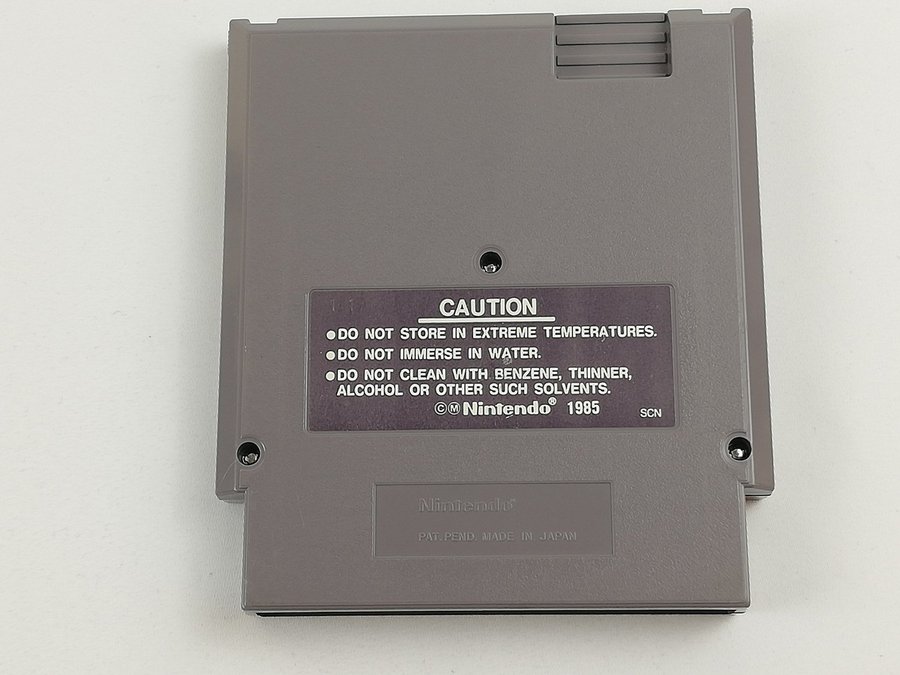 CAUTION
●DO NOT STORE IN EXTREME TEMPERATURES.
●DO NOT IMMERSE IN WATER.
●DO NOT CLEAN WITH BENZENE, THINNER,
ALCOHOL OR OTHER SUCH SOLVENTS.
©Ⓜ Nintendo® 1985 SCN
Nintendo®
PAT. PEND. MADE IN JAPAN